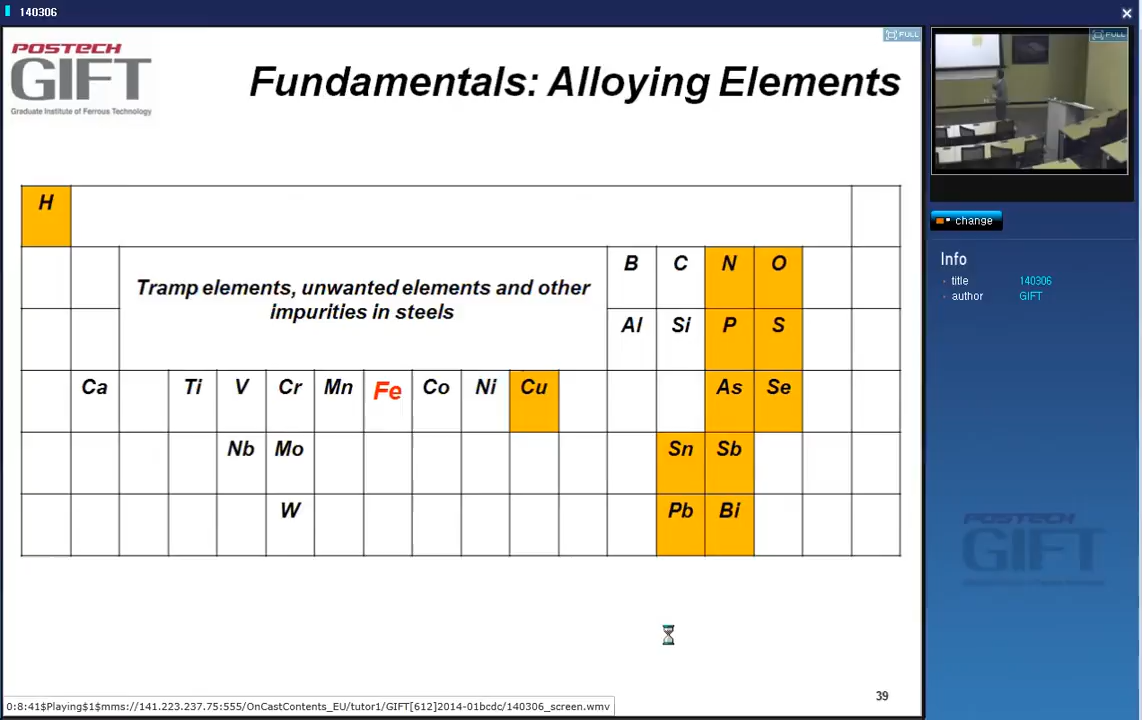 140306
POSTECH
GIFT
Graduate Institute of Ferrous Technology
Fundamentals: Alloying Elements
FULL
FULL
H
Tramp elements, unwanted elements and other
impurities in steels
B C N O
Al Si P S
Ca Ti V Cr Mn Fe Co Ni Cu As Se
Nb Mo Sn Sb
W Pb Bi
39
change
Info
title 140306
author GIFT
POSTECH
GIFT
0:8:41$Playing$1$mms://141.223.237.75:555/OnCastContents_EU/tutor1/GIFT[612]2014-01bcdc/140306_screen.wmv